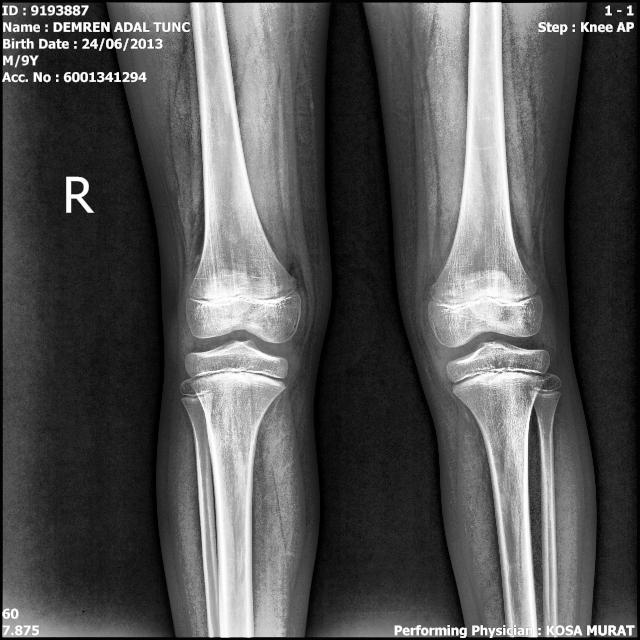 ID : 9193887
Name : DEMREN ADAL TUNC
Birth Date : 24/06/2013
M/9Y
Acc. No : 6001341294
1 - 1
Step : Knee AP
R
60
7.875
Performing Physician : KOSA MURAT